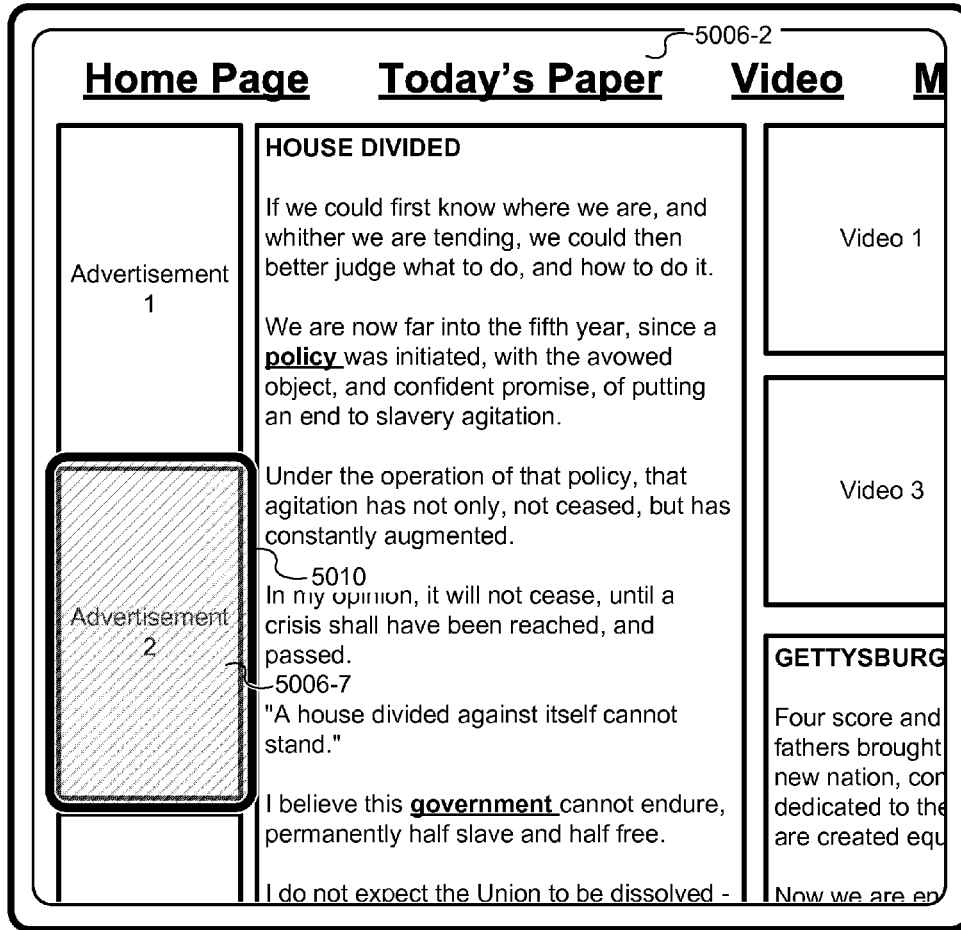 5006-2
Home Page Today's Paper Video M
Advertisement
1
Advertisement
2
5006-7
5010
HOUSE DIVIDED
If we could first know where we are, and
whither we are tending, we could then
better judge what to do, and how to do it.
We are now far into the fifth year, since a
policy was initiated, with the avowed
object, and confident promise, of putting
an end to slavery agitation.
Under the operation of that policy, that
agitation has not only, not ceased, but has
constantly augmented.
In my opinion, it will not cease, until a
crisis shall have been reached, and
passed.
"A house divided against itself cannot
stand."
I believe this government cannot endure,
permanently half slave and half free.
I do not expect the Union to be dissolved -
Video 1
Video 3
GETTYSBURG
Four score and
fathers brought
new nation, con
dedicated to the
are created equ
Now we are en